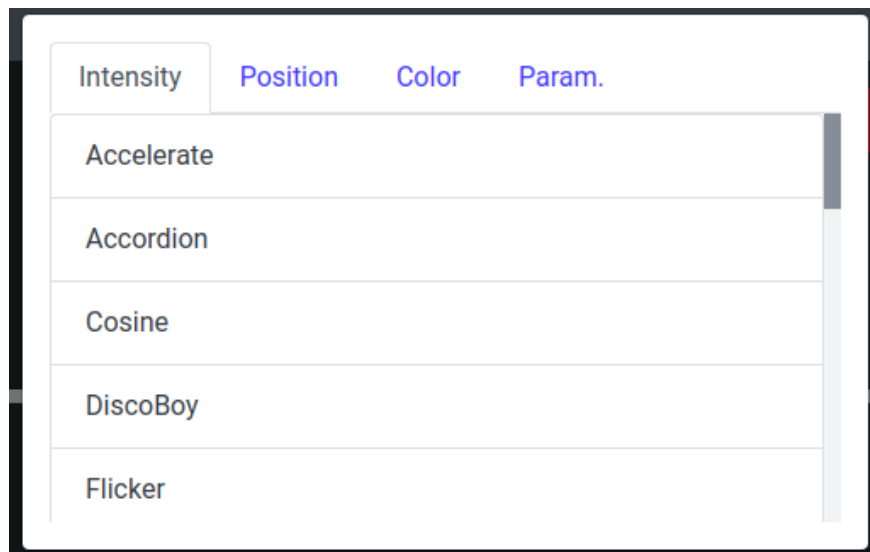 Intensity Position Color Param.
Accelerate
Accordion
Cosine
DiscoBoy
Flicker